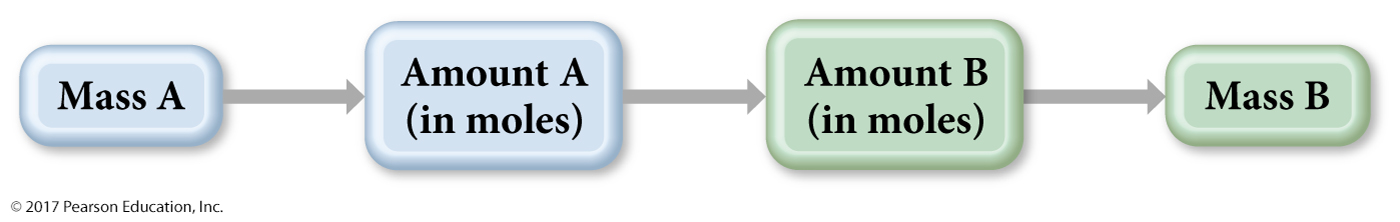 Mass A
Amount A
(in moles)
Amount B
(in moles)
Mass B
© 2017 Pearson Education, Inc.